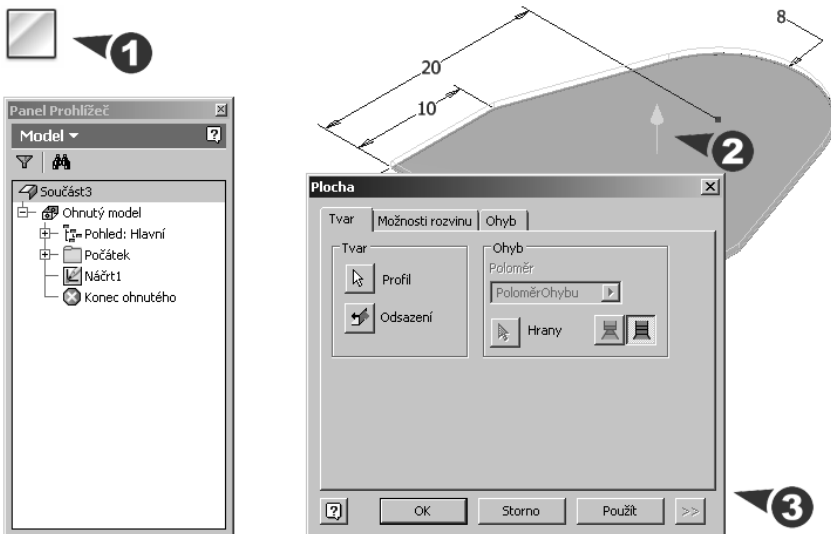 1
8
20
10
2
Panel Prohlížeč
Model
Součást3
Ohnutý model
Pohled: Hlavní
Počátek
Náčrt1
Konec ohnutého
Plocha
Tvar Možnosti rozvinu Ohyb
Tvar
Profil
Odsazení
Ohyb
Poloměr
PoloměrOhybu
Hrany
OK Storno Použít >>
3